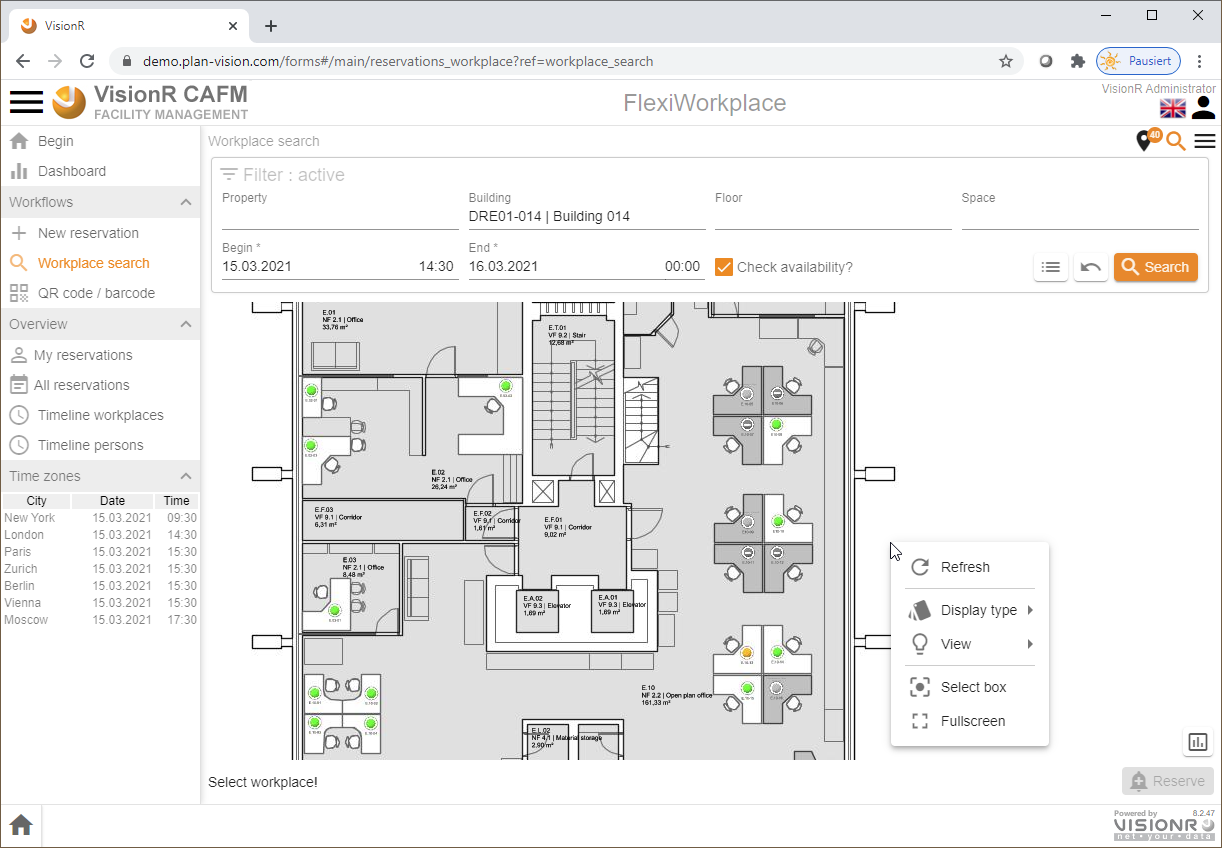 VisionR
demo.plan-vision.com/forms#/main/reservations_workplace?ref=workplace_search
Pausiert
VisionR CAFM
FACILITY MANAGEMENT
FlexiWorkplace
VisionR Administrator
Begin
Dashboard
Workflows
New reservation
Workplace search
QR code / barcode
Overview
My reservations
All reservations
Timeline workplaces
Timeline persons
Time zones
City Date Time
New York 15.03.2021 09:30
London 15.03.2021 14:30
Paris 15.03.2021 15:30
Zurich 15.03.2021 15:30
Berlin 15.03.2021 15:30
Vienna 15.03.2021 15:30
Moscow 15.03.2021 17:30
Workplace search
40
Filter : active
Property
Building
DRE01-014 | Building 014
Floor
Space
Begin *
15.03.2021 14:30
End *
16.03.2021 00:00
Check availability?
Search
E.01
NF 2.1 | Office
33,76 m²
E.T.01
VF 9.2 | Stair
12,68 m²
E.02
NF 2.1 | Office
26,24 m²
E.F.03
VF 9.1 | Corridor
6,31 m²
E.F.02
VF 9.1 | Corridor
1,61 m²
E.F.01
VF 9.1 | Corridor
9,02 m²
E.03
NF 2.1 | Office
8,48 m²
E.A.02
VF 9.3 | Elevator
1,69 m²
E.A.01
VF 9.3 | Elevator
1,69 m²
E.10
NF 2.2 | Open plan office
161,33 m²
E.L.02
NF 4.1 | Material storage
2,90 m²
Refresh
Display type
View
Select box
Fullscreen
Select workplace!
Reserve
Powered by 8.2.47
VISIONR
net·your·data